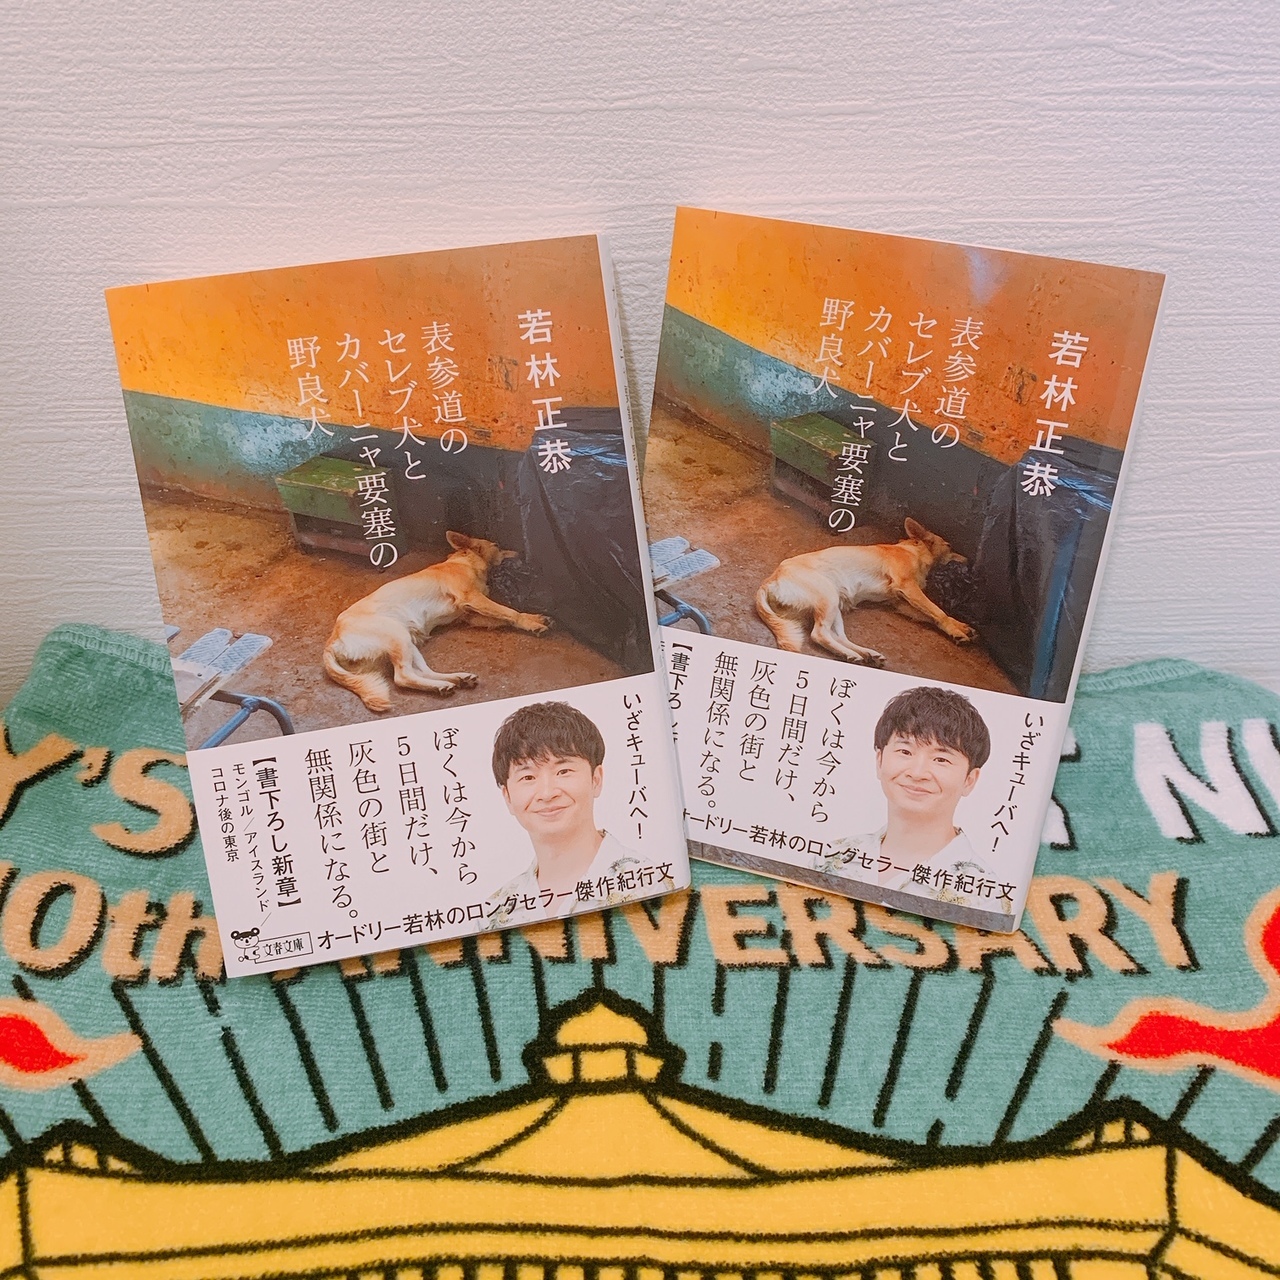 若林正恭
表参道の
セレブ犬と
カバーニャ要塞の
野良犬
いざキューバへ!
ぼくは今から
5日間だけ、
灰色の街と
無関係になる。
【書下ろし新章】
モンゴル/アイスランド/
コロナ後の東京
オードリー若林のロングセラー傑作紀行文
文春文庫
若林正恭
表参道の
セレブ犬と
カバーニャ要塞の
野良犬
いざキューバへ!
ぼくは今から
5日間だけ、
灰色の街と
無関係になる。
【書下ろし
オードリー若林のロングセラー傑作紀行文
Y'S NI
10th ANNIVERSARY